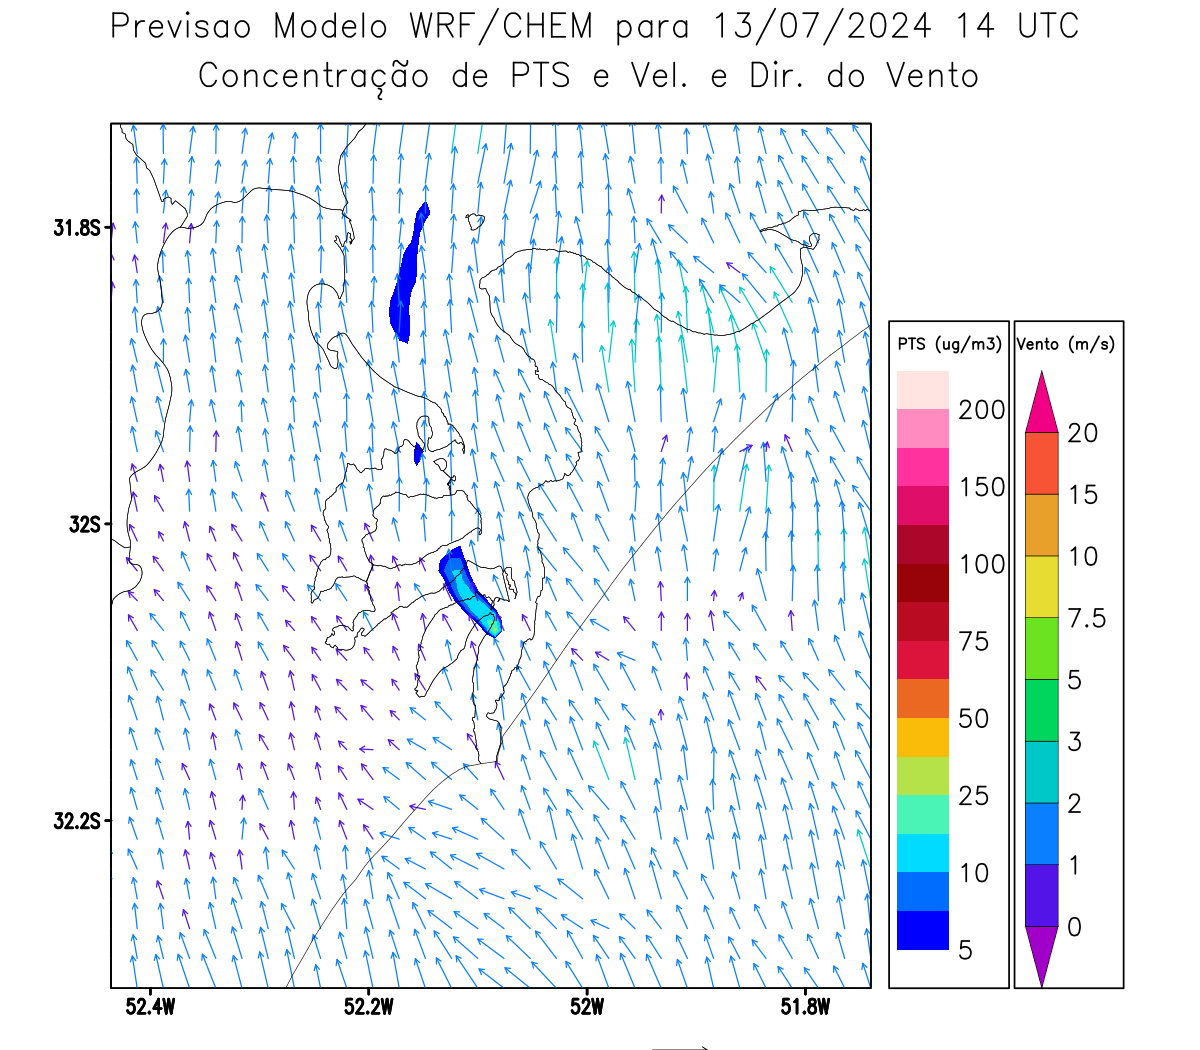 Previsao Modelo WRF/CHEM para 13/07/2024 14 UTC
Concentração de PTS e Vel. e Dir. do Vento
31.8S
32S
32.2S
52.4W
52.2W
52W
51.8W
PTS (ug/m3)
200
150
100
75
50
25
10
5
Vento (m/s)
20
15
10
7.5
5
3
2
1
0